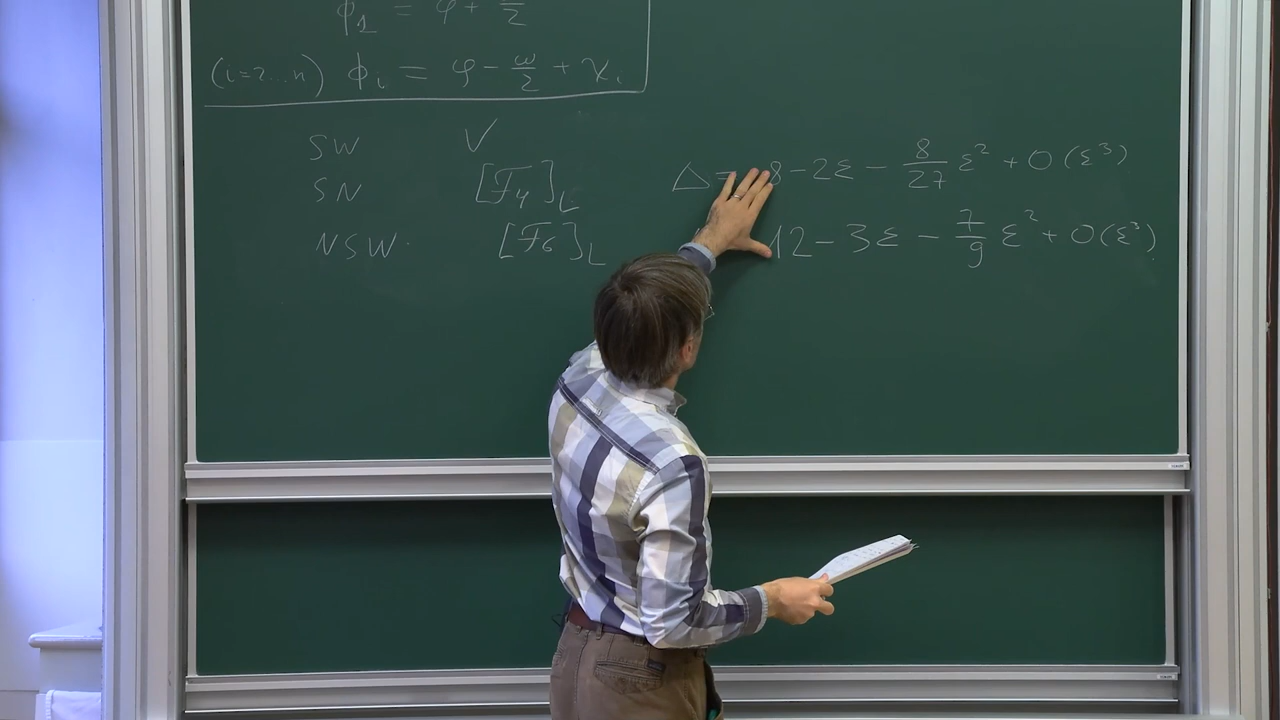 ϕ₁ = φ + ω/2
(i=2...n) ϕᵢ = φ − ω/2 + χᵢ
SW V
SN [ℱ₄]_L Δ = 8 − 2ε − 8/27 ε² + O(ε³)
NSW. [ℱ₆]_L 12 − 3ε − 7/9 ε² + O(ε³).